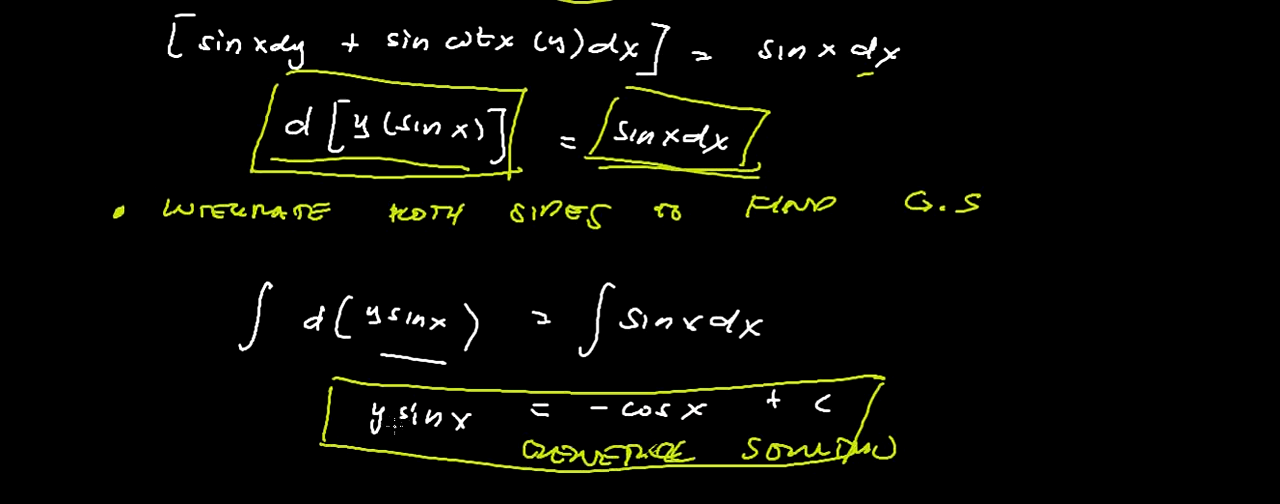 [sin x dy + sin x cot x (y) dx] = sin x dx
d [y (sin x)] = sin x dx
• INTEGRATE BOTH SIDES TO FIND G.S
∫ d(y sin x) = ∫ sin x dx
y sin x = - cos x + c
GENERAL SOLUTION